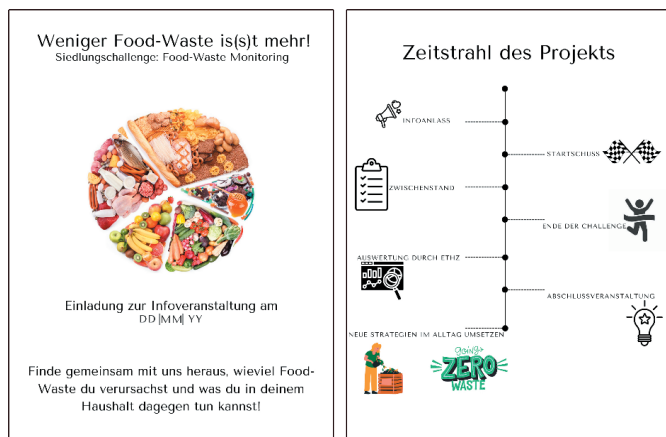 Weniger Food-Waste is(s)t mehr!
Siedlungschallenge: Food-Waste Monitoring
Einladung zur Infoveranstaltung am
DD|MM| YY
Finde gemeinsam mit uns heraus, wieviel Food-
Waste du verursachst und was du in deinem
Haushalt dagegen tun kannst!
Zeitstrahl des Projekts
INFOANLASS
STARTSCHUSS
ZWISCHENSTAND
ENDE DER CHALLENGE
AUSWERTUNG DURCH ETHZ
ABSCHLUSSVERANSTALTUNG
NEUE STRATEGIEN IM ALLTAG UMSETZEN
going
ZERO
WASTE